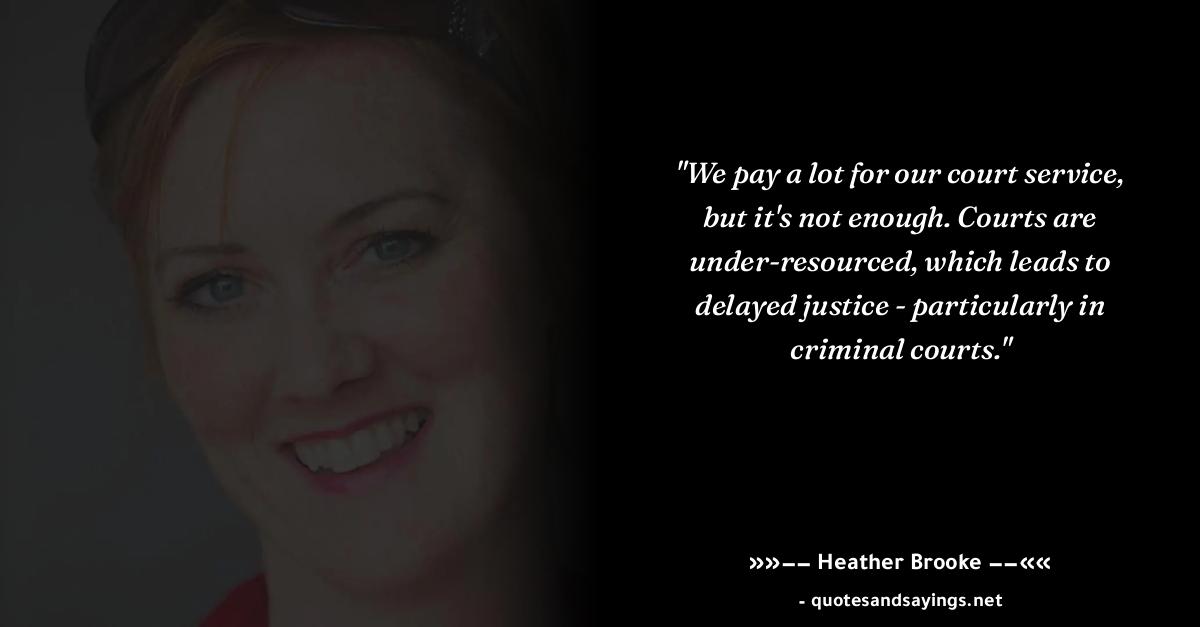 "We pay a lot for our court service,
but it's not enough. Courts are
under-resourced, which leads to
delayed justice - particularly in
criminal courts."
»»−− Heather Brooke −−««
- quotesandsayings.net